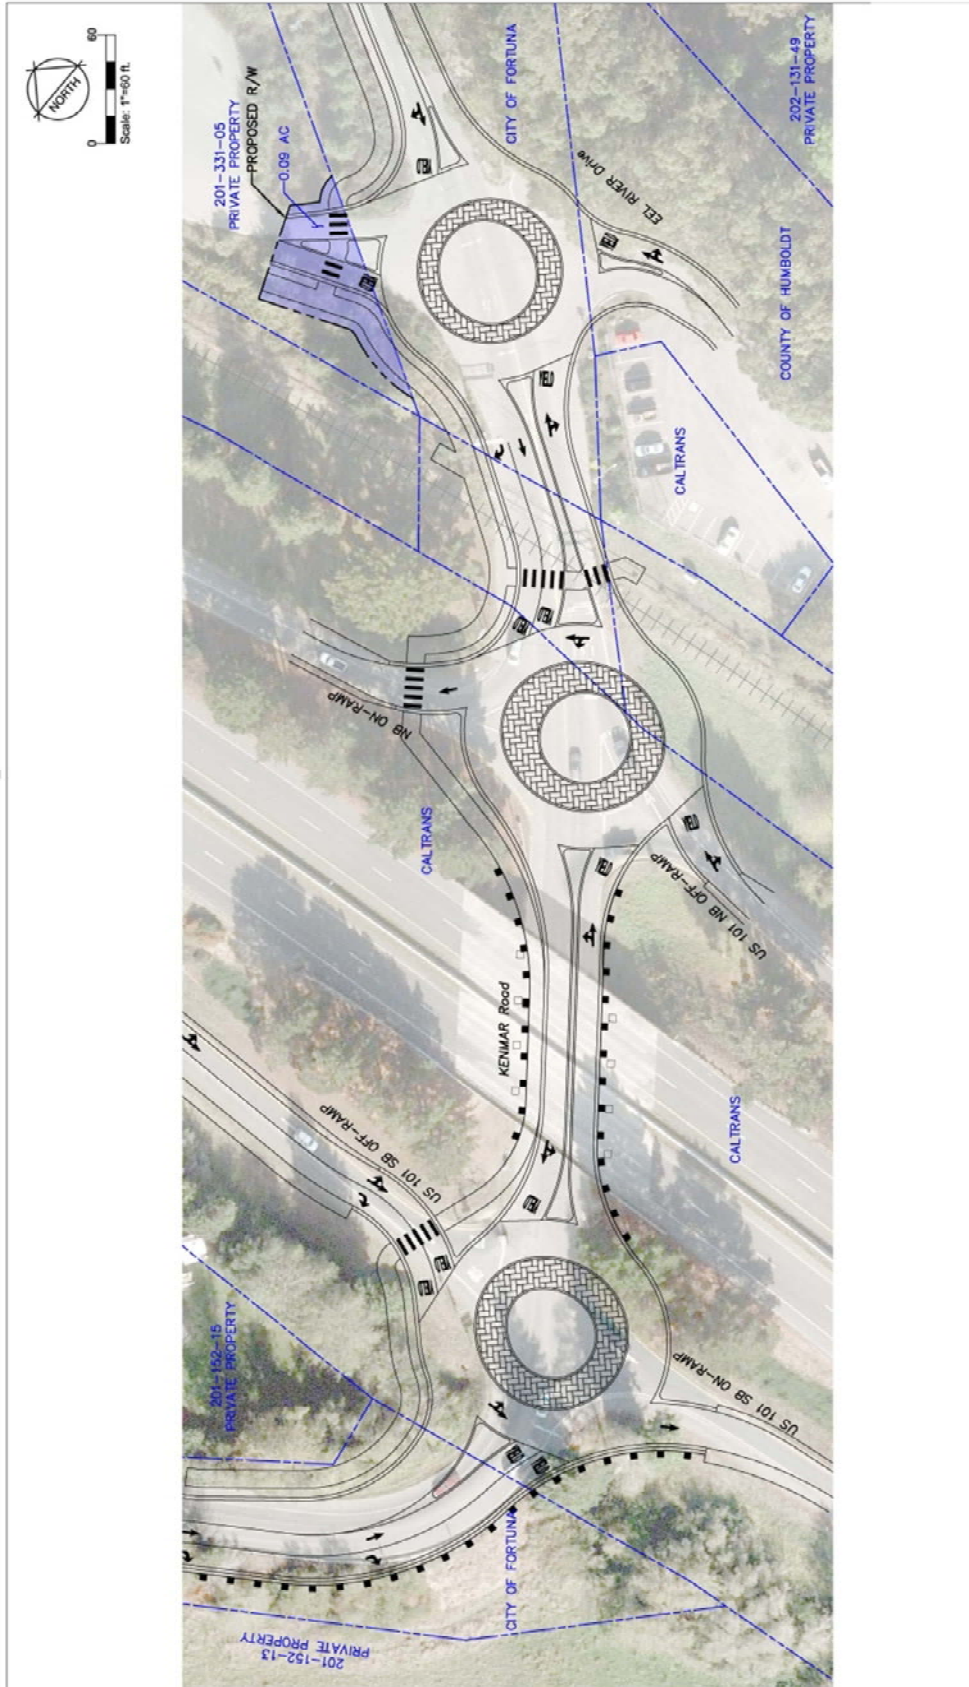 60
0
Scale: 1"=60 ft.
NORTH
201-331-05
PRIVATE PROPERTY
PROPOSED R/W
0.09 AC
CITY OF FORTUNA
202-131-49
PRIVATE PROPERTY
EEL RIVER Drive
COUNTY OF HUMBOLDT
CALTRANS
NB ON-RAMP
CALTRANS
US 101 NB OFF-RAMP
KENMAR Road
US 101 SB OFF-RAMP
CALTRANS
201-152-15
PRIVATE PROPERTY
US 101 SB ON-RAMP
CITY OF FORTUNA
201-152-13
PRIVATE PROPERTY